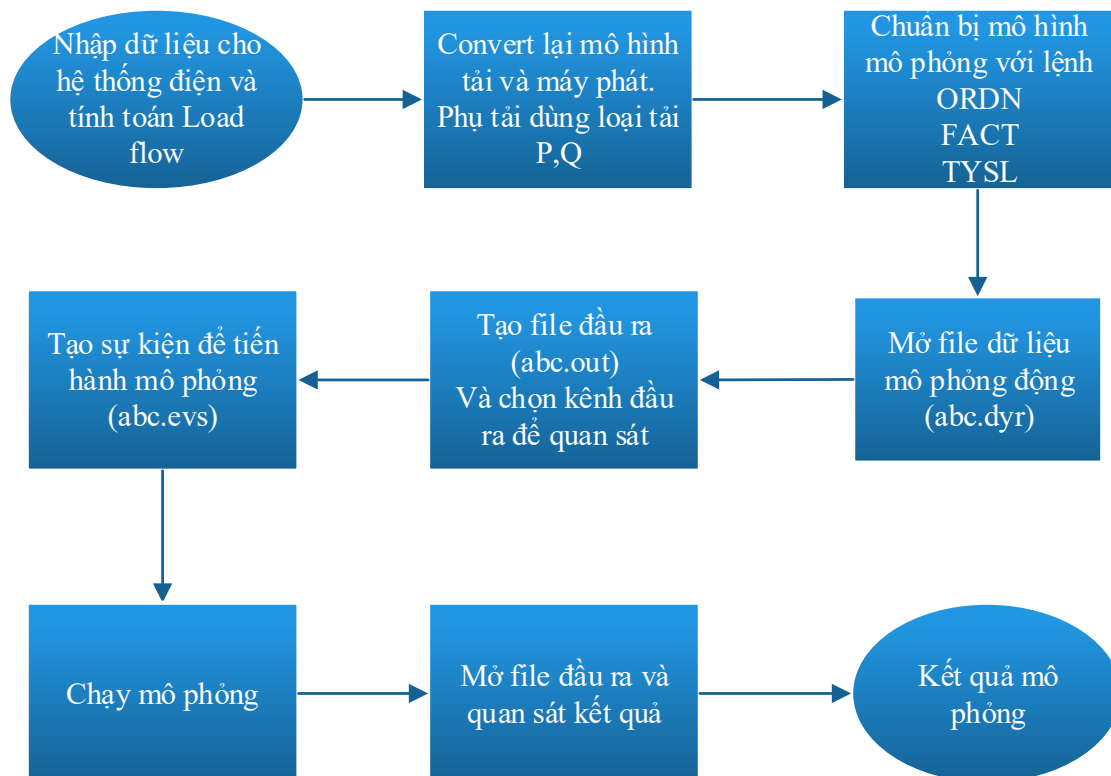 Nhập dữ liệu cho
hệ thống điện và
tính toán Load
flow
Convert lại mô hình
tải và máy phát.
Phụ tải dùng loại tải
P,Q
Chuẩn bị mô hình
mô phỏng với lệnh
ORDN
FACT
TYSL
Mở file dữ liệu
mô phỏng động
(abc.dyr)
Tạo file đầu ra
(abc.out)
Và chọn kênh đầu
ra để quan sát
Tạo sự kiện để tiến
hành mô phỏng
(abc.evs)
Chạy mô phỏng
Mở file đầu ra và
quan sát kết quả
Kết quả mô
phỏng